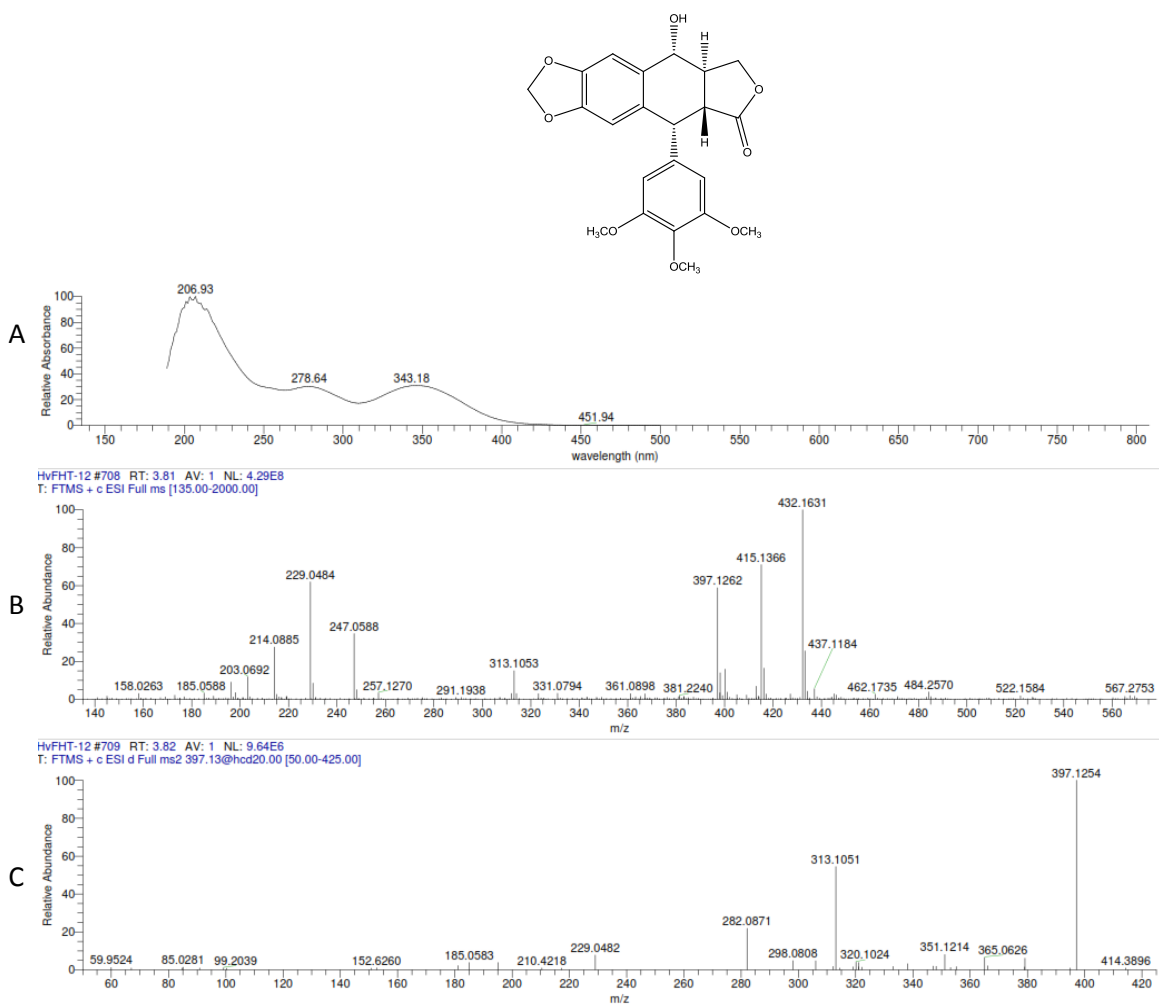 OH
H
O
O
O
H
O
H₃CO
OCH₃
OCH₃
A
Relative Absorbance
100
80
60
40
20
0
206.93
278.64
343.18
451.94
150 200 250 300 350 400 450 500 550 600 650 700 750 800
wavelength (nm)
HvFHT-12 #708 RT: 3.81 AV: 1 NL: 4.29E8
T: FTMS + c ESI Full ms [135.00-2000.00]
B
Relative Abundance
100
80
60
40
20
0
432.1631
415.1366
397.1262
229.0484
247.0588
214.0885
437.1184
203.0692
313.1053
158.0263
185.0588
257.1270
291.1938
331.0794
361.0898
381.2240
462.1735
484.2570
522.1584
567.2753
140 160 180 200 220 240 260 280 300 320 340 360 380 400 420 440 460 480 500 520 540 560
m/z
HvFHT-12 #709 RT: 3.82 AV: 1 NL: 9.64E6
T: FTMS + c ESI d Full ms2 397.13@hcd20.00 [50.00-425.00]
C
Relative Abundance
100
80
60
40
20
0
397.1254
313.1051
282.0871
229.0482
185.0583
298.0808
320.1024
351.1214
365.0626
59.9524
85.0281
99.2039
152.6260
210.4218
414.3896
60 80 100 120 140 160 180 200 220 240 260 280 300 320 340 360 380 400 420
m/z